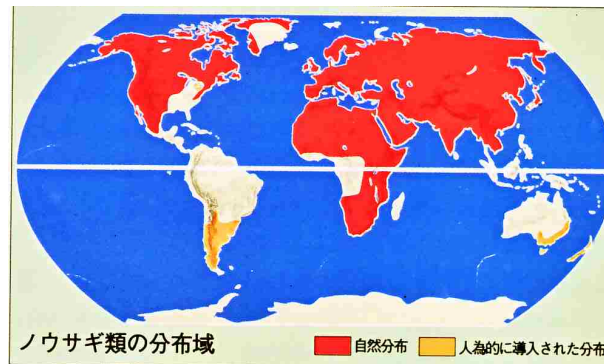 ノウサギ類の分布域
自然分布
人為的に導入された分布